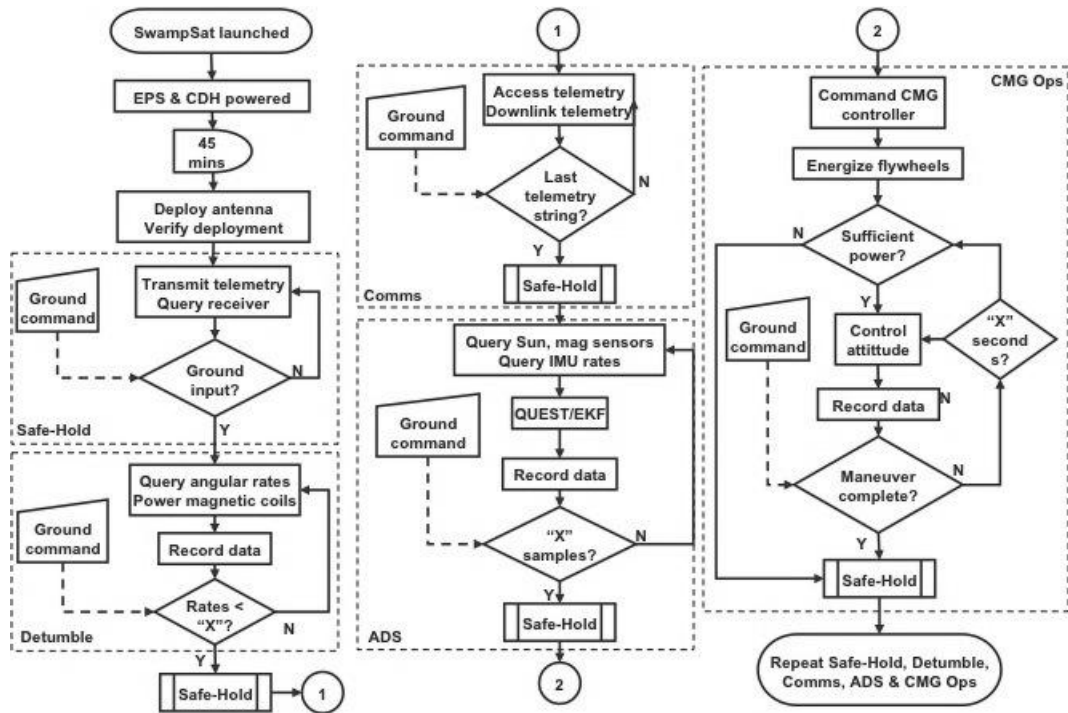 SwampSat launched
EPS & CDH powered
45
mins
Deploy antenna
Verify deployment
Ground
command
Transmit telemetry
Query receiver
Ground
input?
N
Safe-Hold
Y
Ground
command
Query angular rates
Power magnetic coils
Record data
Rates <
“X”?
N
Detumble
Y
Safe-Hold
1
1
Ground
command
Access telemetry
Downlink telemetry
Last
telemetry
string?
N
Y
Safe-Hold
Comms
Query Sun, mag sensors
Query IMU rates
Ground
command
QUEST/EKF
Record data
“X”
samples?
N
Y
Safe-Hold
ADS
2
2
CMG Ops
Command CMG
controller
Energize flywheels
N
Sufficient
power?
Y
Ground
command
Control
attittude
“X”
second
s?
Record data
N
Maneuver
complete?
N
Y
Safe-Hold
Repeat Safe-Hold, Detumble,
Comms, ADS & CMG Ops